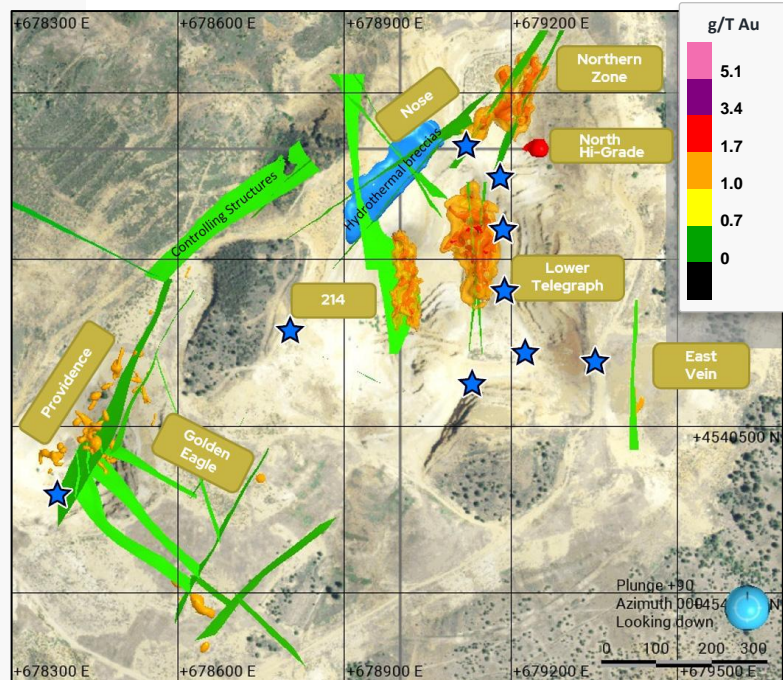 +678300 E
+678900 E
+679200 E
g/T Au
5.1
3.4
1.7
1.0
0.7
0
Northern
Zone
Nose
North
Hi-Grade
Hydrothermal breccias
Controlling Structures
Lower
Telegraph
214
East
Vein
Providence
Golden
Eagle
+4540500 N
Plunge +90
Azimuth 000
Looking down
N
0 100 200 300
+678300 E
+678600 E
+678900 E
+679200 E
+679500 E